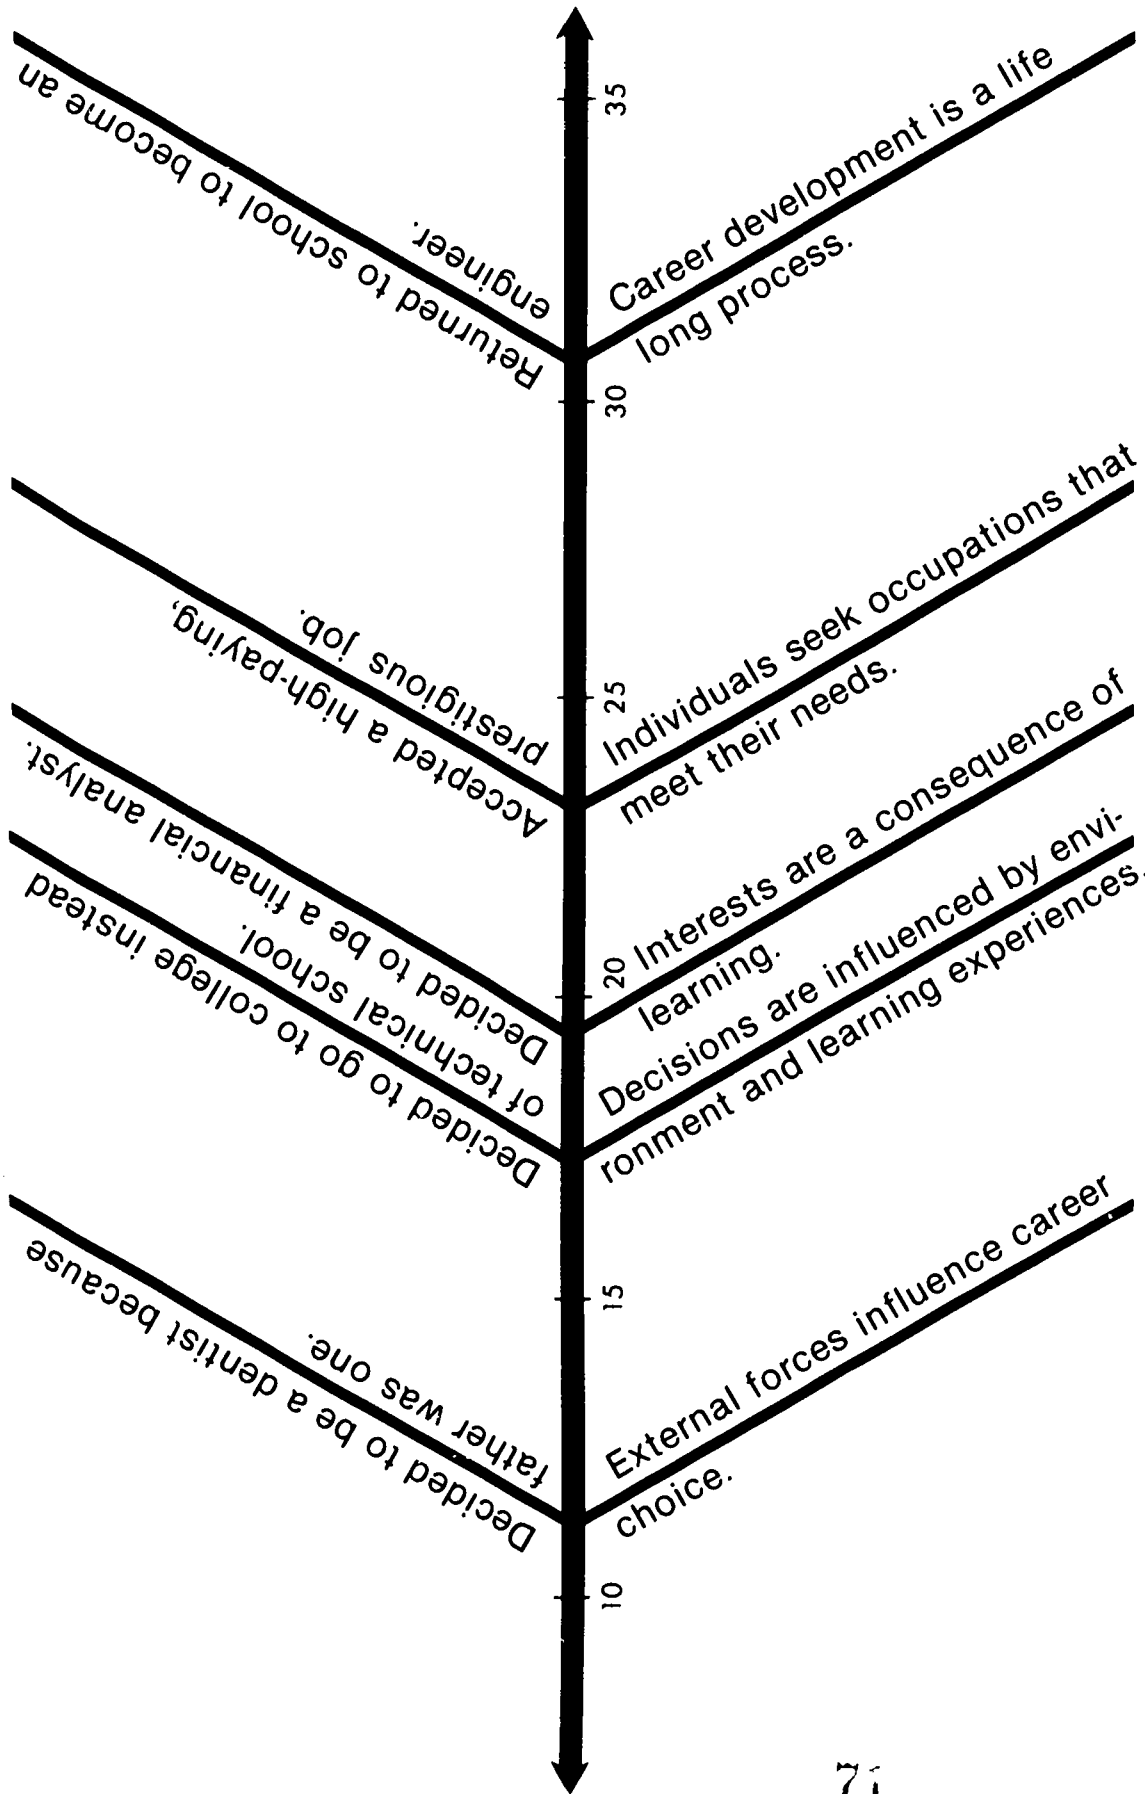 Returned to school to become an
engineer.
35
Career development is a life
long process.
30
Accepted a high-paying,
prestigious job.
Individuals seek occupations that
meet their needs.
25
Decided to be a financial analyst.
Interests are a consequence of
learning.
20
Decided to go to college instead
of technical school.
Decisions are influenced by envi-
ronment and learning experiences.
15
Decided to be a dentist because
father was one.
External forces influence career
choice.
10